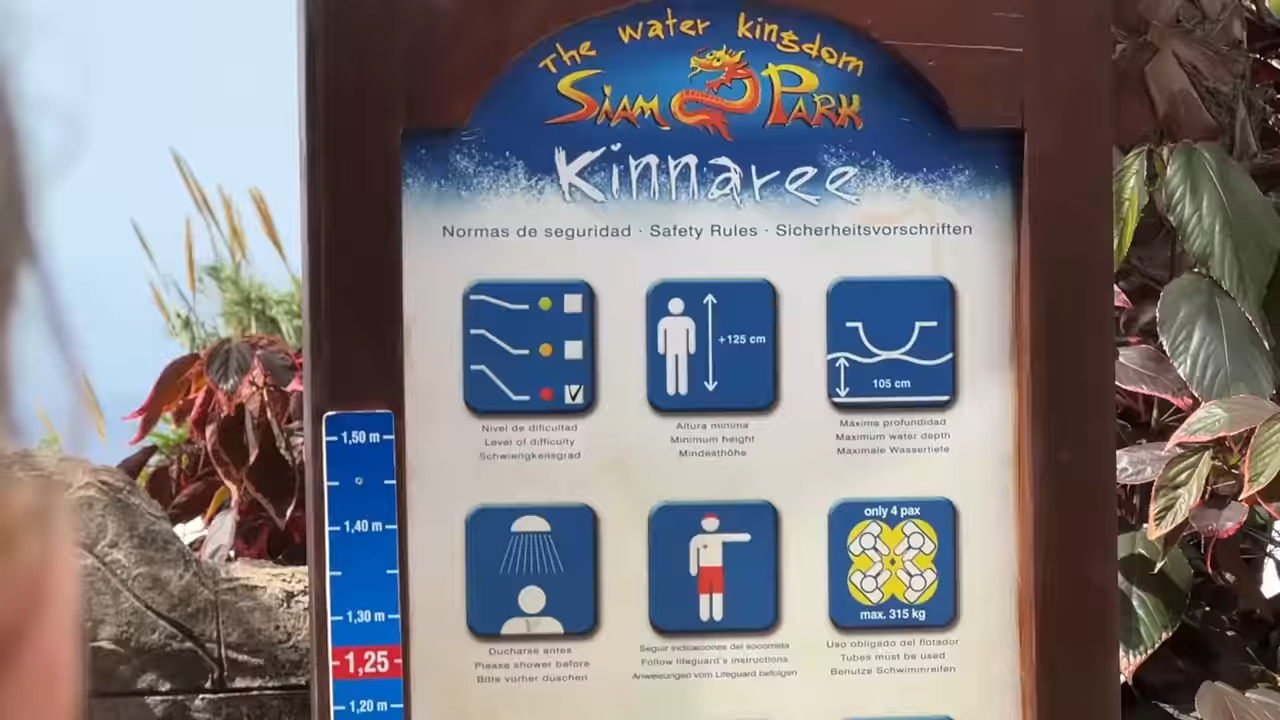 The water kingdom
SIAM PARK
Kinnaree
Normas de seguridad · Safety Rules · Sicherheitsvorschriften
+125 cm
105 cm
Nivel de dificultad
Level of difficulty
Schwiengkeitsgrad
Altura mínima
Minimum height
Mindesthöhe
Máxima profundidad
Maximum water depth
Maximale Wassertiefe
only 4 pax
max. 315 kg
Ducharse antes
Please shower before
Bitte vorher duschen
Seguir indicaciones del socorrista
Follow lifeguard's instructions
Anweisungen vom Lifeguard befolgen
Uso obligado del flotador
Tubes must be used
Benutze Schwimmreifen
1,50 m
1,40 m
1,30 m
1,25
1,20 m